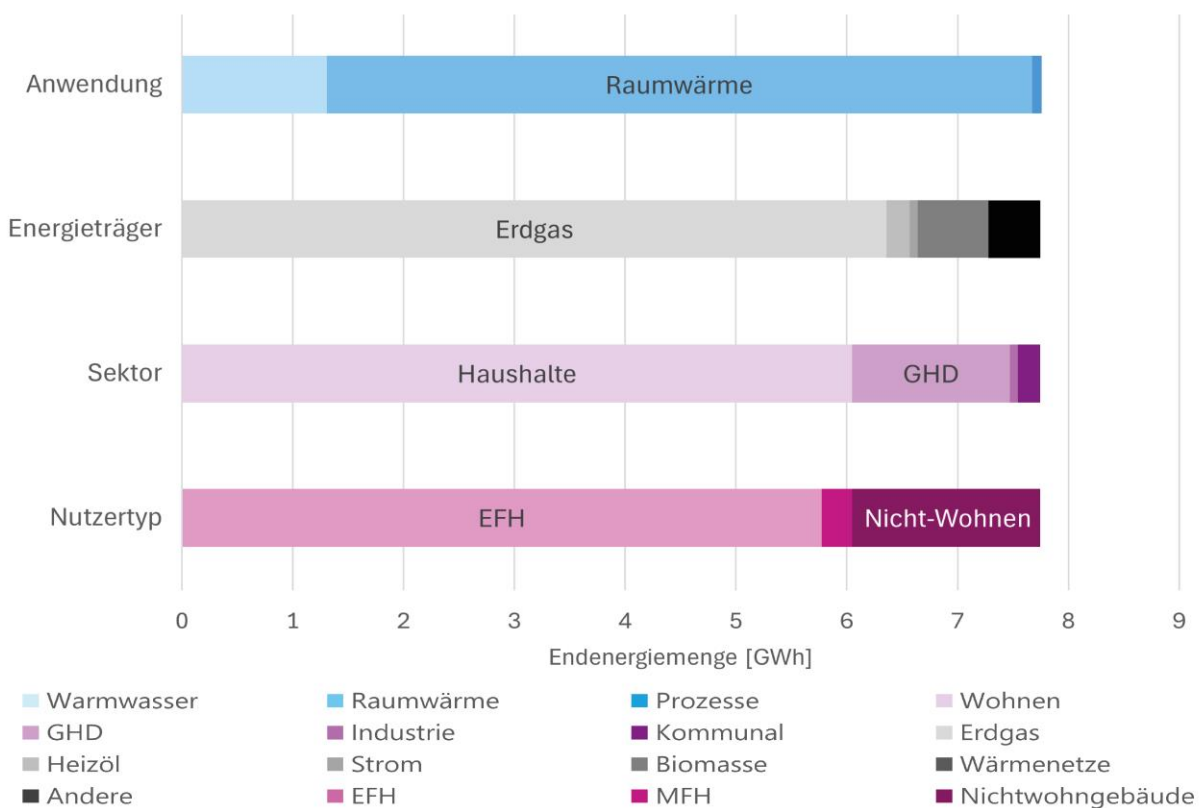 Anwendung
Raumwärme
Energieträger
Erdgas
Sektor
Haushalte
GHD
Nutzertyp
EFH
Nicht-Wohnen
0 1 2 3 4 5 6 7 8 9
Endenergiemenge [GWh]
Warmwasser Raumwärme Prozesse Wohnen
GHD Industrie Kommunal Erdgas
Heizöl Strom Biomasse Wärmenetze
Andere EFH MFH Nichtwohngebäude